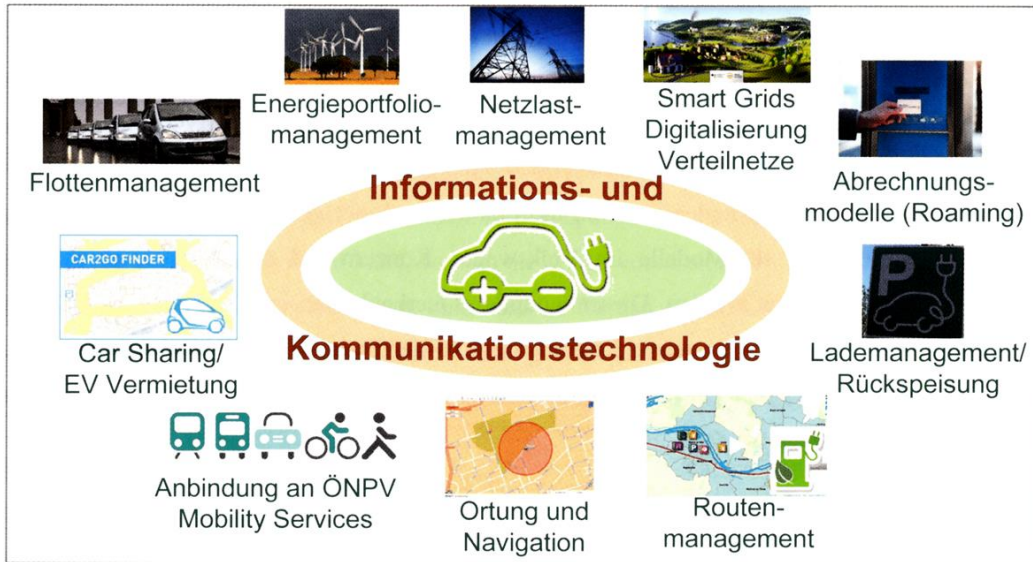 Energieportfolio-
management
Netzlast-
management
Smart Grids
Digitalisierung
Verteilnetze
Flottenmanagement
Abrechnungs-
modelle (Roaming)
Informations- und
Kommunikationstechnologie
CAR2GO FINDER
Car Sharing/
EV Vermietung
P
Lademanagement/
Rückspeisung
Anbindung an ÖNPV
Mobility Services
Ortung und
Navigation
Routen-
management